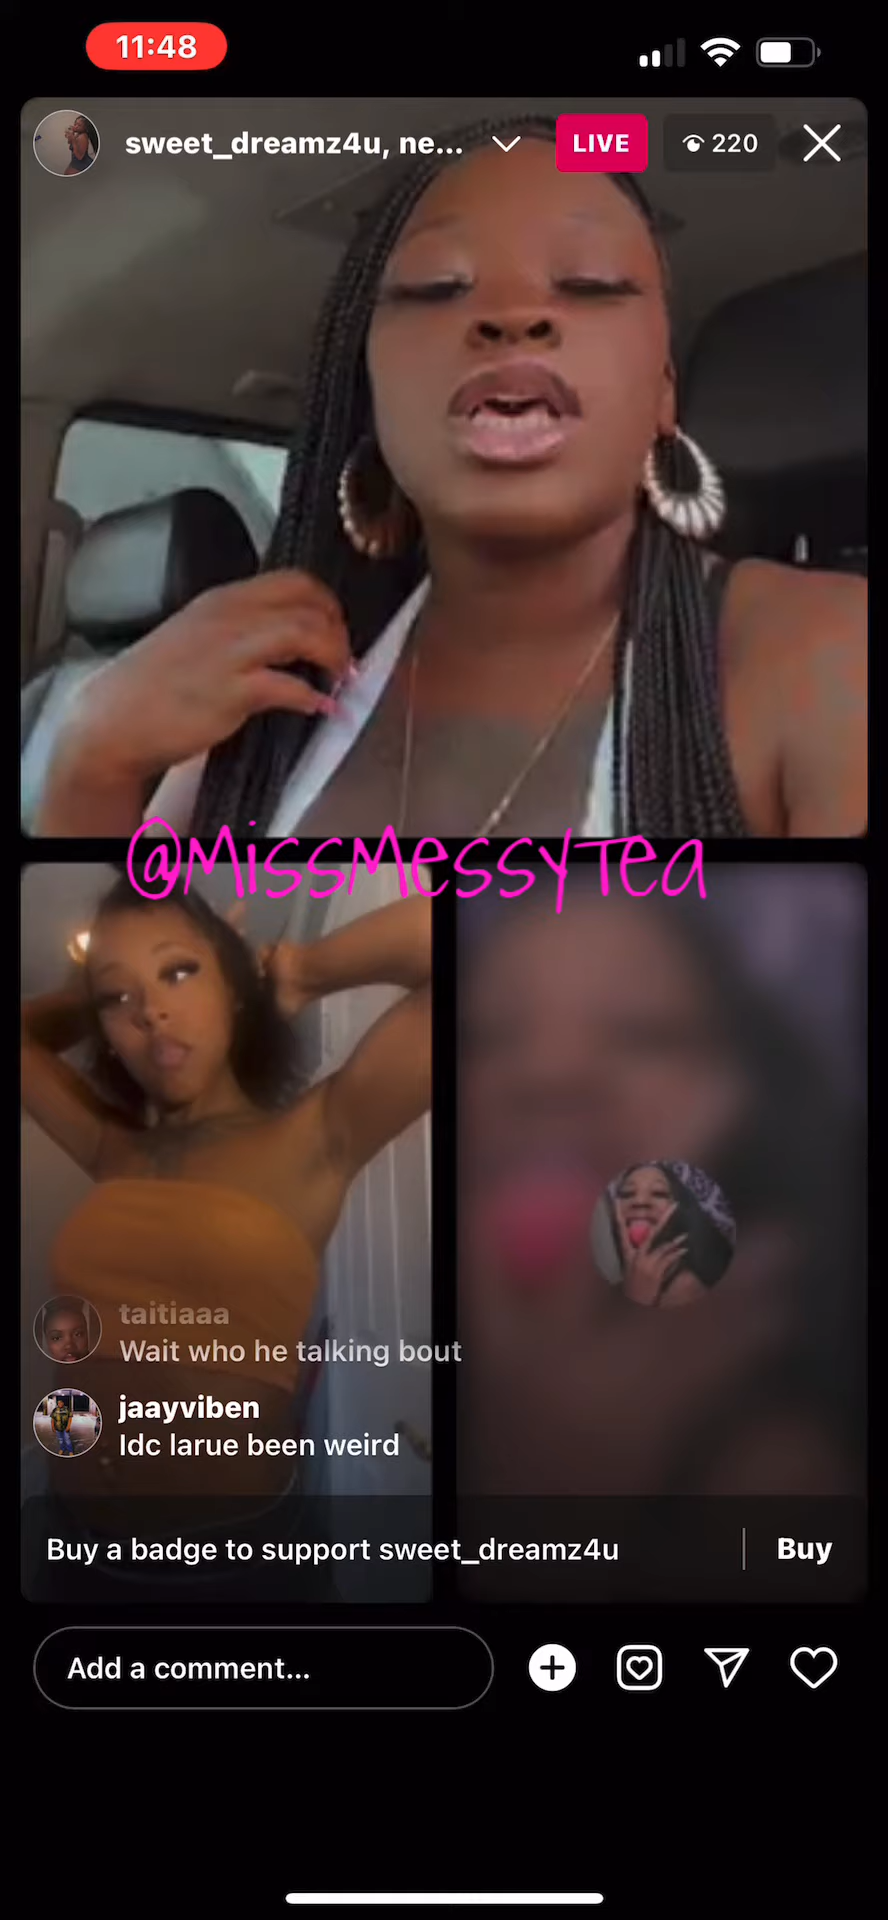 11:48
sweet_dreamz4u, ne...
LIVE
220
@MissMessyTea
taitiaaa
Wait who he talking bout
jaayviben
Idc larue been weird
Buy a badge to support sweet_dreamz4u
Buy
Add a comment...